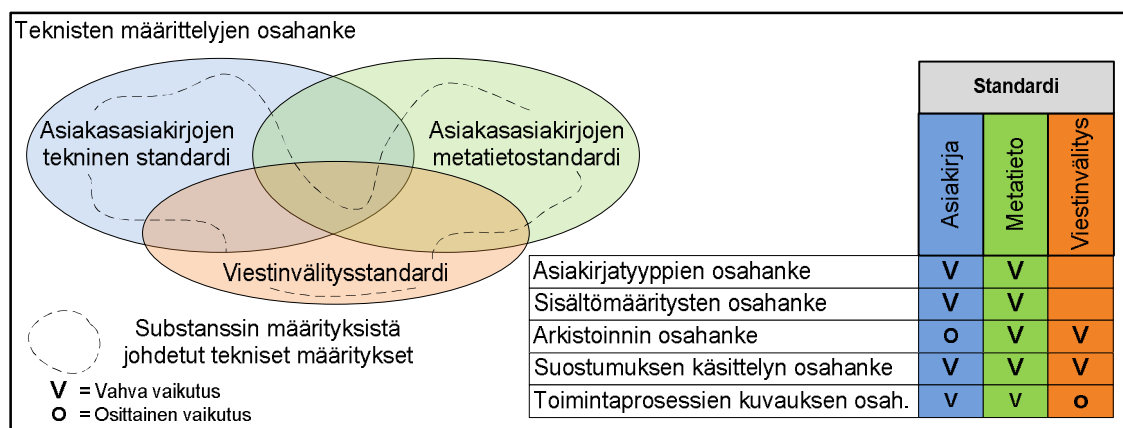 Teknisten määrittelyjen osahanke
Asiakasasiakirjojen
tekninen standardi
Asiakasasiakirjojen
metatietostandardi
Viestinvälitysstandardi
Substanssin määrityksistä
johdetut tekniset määritykset
V = Vahva vaikutus
O = Osittainen vaikutus
Standardi
Asiakirja Metatieto Viestinvälitys
Asiakirjatyyppien osahanke V V
Sisältömääritysten osahanke V V
Arkistoinnin osahanke O V V
Suostumuksen käsittelyn osahanke V V V
Toimintaprosessien kuvauksen osah. V V O